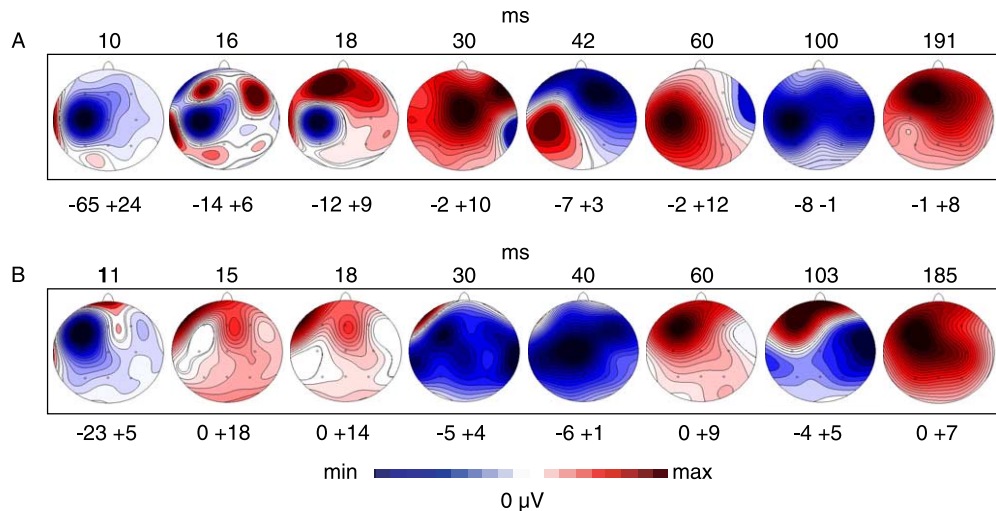 ms
A 10 16 18 30 42 60 100 191
-65 +24 -14 +6 -12 +9 -2 +10 -7 +3 -2 +12 -8 -1 -1 +8
ms
B 11 15 18 30 40 60 103 185
-23 +5 0 +18 0 +14 -5 +4 -6 +1 0 +9 -4 +5 0 +7
min max
0 µV